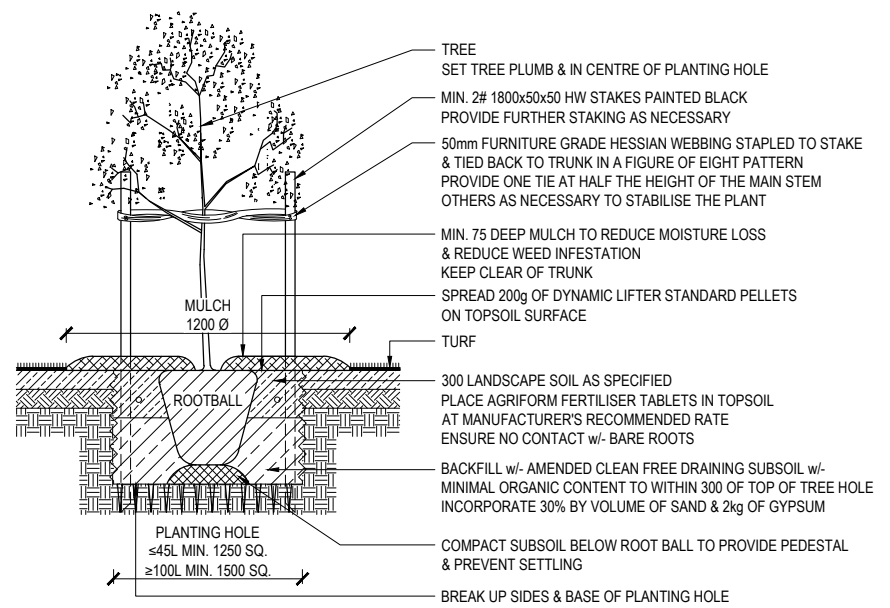 TREE
SET TREE PLUMB & IN CENTRE OF PLANTING HOLE
MIN. 2# 1800x50x50 HW STAKES PAINTED BLACK
PROVIDE FURTHER STAKING AS NECESSARY
50mm FURNITURE GRADE HESSIAN WEBBING STAPLED TO STAKE
& TIED BACK TO TRUNK IN A FIGURE OF EIGHT PATTERN
PROVIDE ONE TIE AT HALF THE HEIGHT OF THE MAIN STEM
OTHERS AS NECESSARY TO STABILISE THE PLANT
MIN. 75 DEEP MULCH TO REDUCE MOISTURE LOSS
& REDUCE WEED INFESTATION
KEEP CLEAR OF TRUNK
SPREAD 200g OF DYNAMIC LIFTER STANDARD PELLETS
ON TOPSOIL SURFACE
TURF
300 LANDSCAPE SOIL AS SPECIFIED
PLACE AGRIFORM FERTILISER TABLETS IN TOPSOIL
AT MANUFACTURER'S RECOMMENDED RATE
ENSURE NO CONTACT w/- BARE ROOTS
BACKFILL w/- AMENDED CLEAN FREE DRAINING SUBSOIL w/-
MINIMAL ORGANIC CONTENT TO WITHIN 300 OF TOP OF TREE HOLE
INCORPORATE 30% BY VOLUME OF SAND & 2kg OF GYPSUM
COMPACT SUBSOIL BELOW ROOT BALL TO PROVIDE PEDESTAL
& PREVENT SETTLING
BREAK UP SIDES & BASE OF PLANTING HOLE
MULCH
1200 Ø
ROOTBALL
PLANTING HOLE
≤45L MIN. 1250 SQ.
≥100L MIN. 1500 SQ.